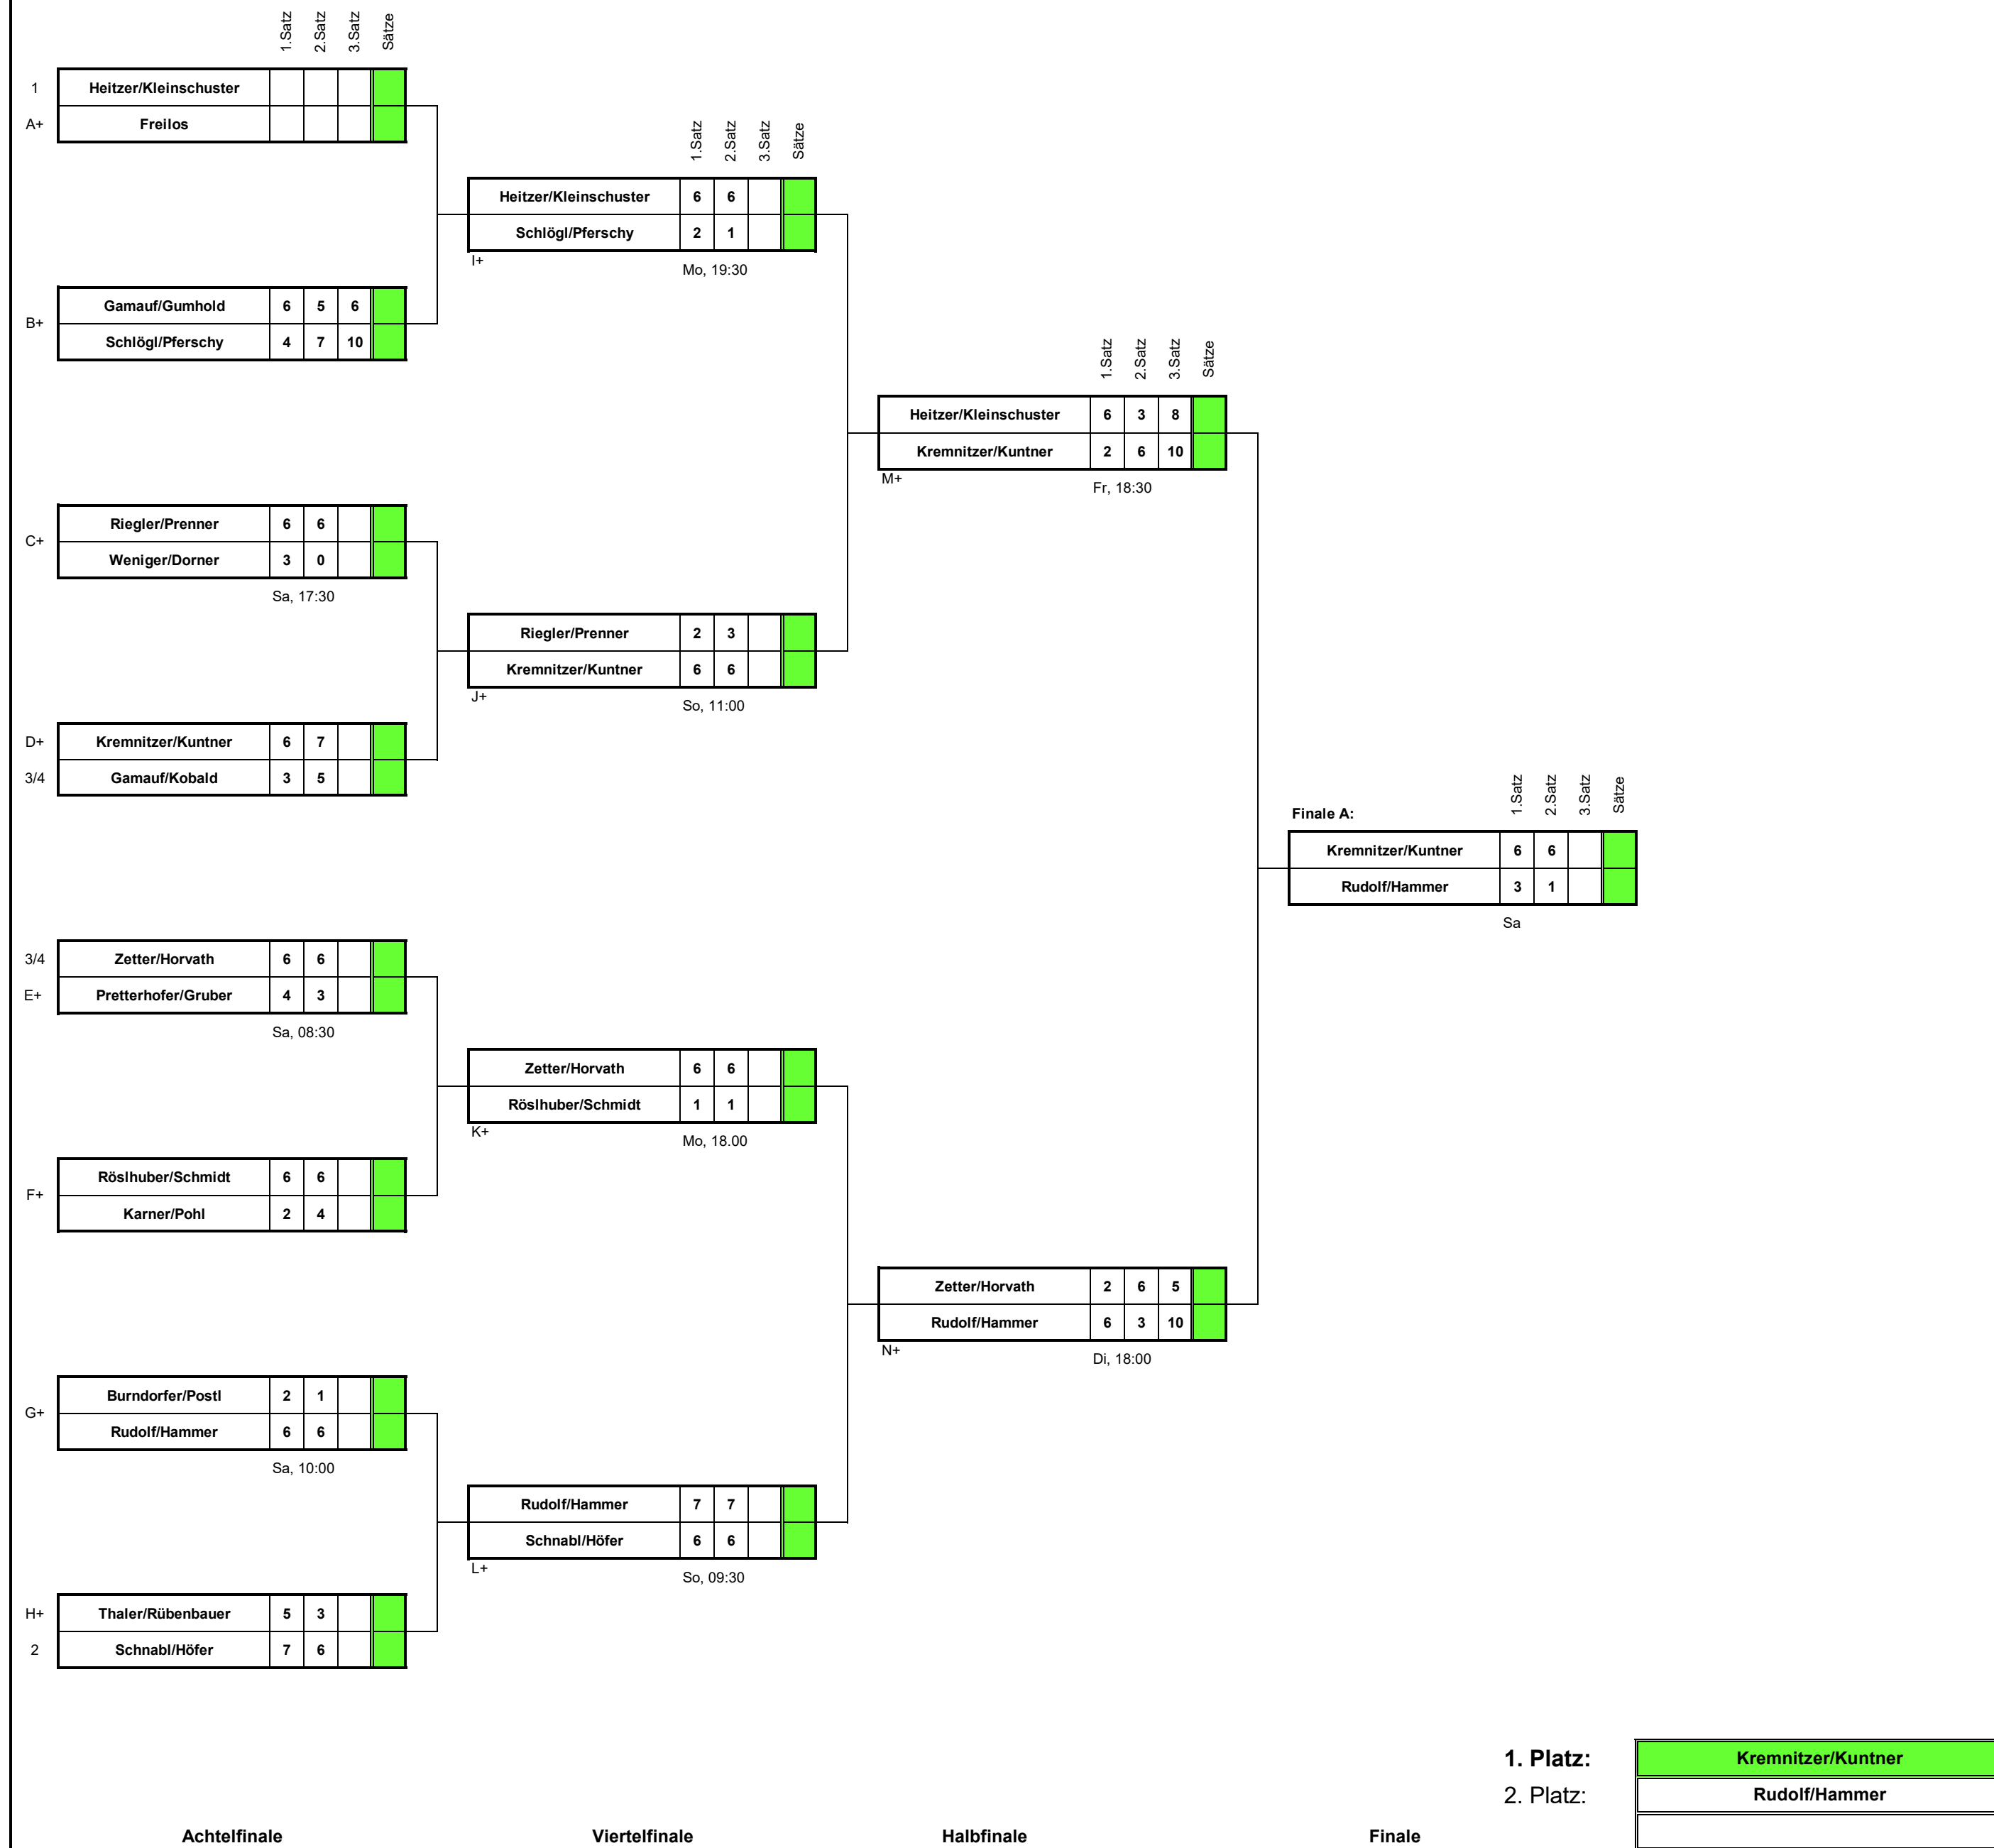 1.Satz 2.Satz 3.Satz Sätze
1 Heitzer/Kleinschuster
A+ Freilos
B+
Gamauf/Gumhold 6 5 6
Schlögl/Pferschy 4 7 10
C+
Riegler/Prenner 6 6
Weniger/Dorner 3 0
Sa, 17:30
D+ Kremnitzer/Kuntner 6 7
3/4 Gamauf/Kobald 3 5
3/4 Zetter/Horvath 6 6
E+ Pretterhofer/Gruber 4 3
Sa, 08:30
F+
Röslhuber/Schmidt 6 6
Karner/Pohl 2 4
G+
Burndorfer/Postl 2 1
Rudolf/Hammer 6 6
Sa, 10:00
H+ Thaler/Rübenbauer 5 3
2 Schnabl/Höfer 7 6
Achtelfinale
1.Satz 2.Satz 3.Satz Sätze
Heitzer/Kleinschuster 6 6
Schlögl/Pferschy 2 1
I+
Mo, 19:30
Riegler/Prenner 2 3
Kremnitzer/Kuntner 6 6
J+
So, 11:00
Zetter/Horvath 6 6
Röslhuber/Schmidt 1 1
K+
Mo, 18.00
Rudolf/Hammer 7 7
Schnabl/Höfer 6 6
L+
So, 09:30
Viertelfinale
1.Satz 2.Satz 3.Satz Sätze
Heitzer/Kleinschuster 6 3 8
Kremnitzer/Kuntner 2 6 10
M+
Fr, 18:30
Zetter/Horvath 2 6 5
Rudolf/Hammer 6 3 10
N+
Di, 18:00
Halbfinale
1.Satz 2.Satz 3.Satz Sätze
Finale A:
Kremnitzer/Kuntner 6 6
Rudolf/Hammer 3 1
Sa
Finale
1. Platz: Kremnitzer/Kuntner
2. Platz: Rudolf/Hammer